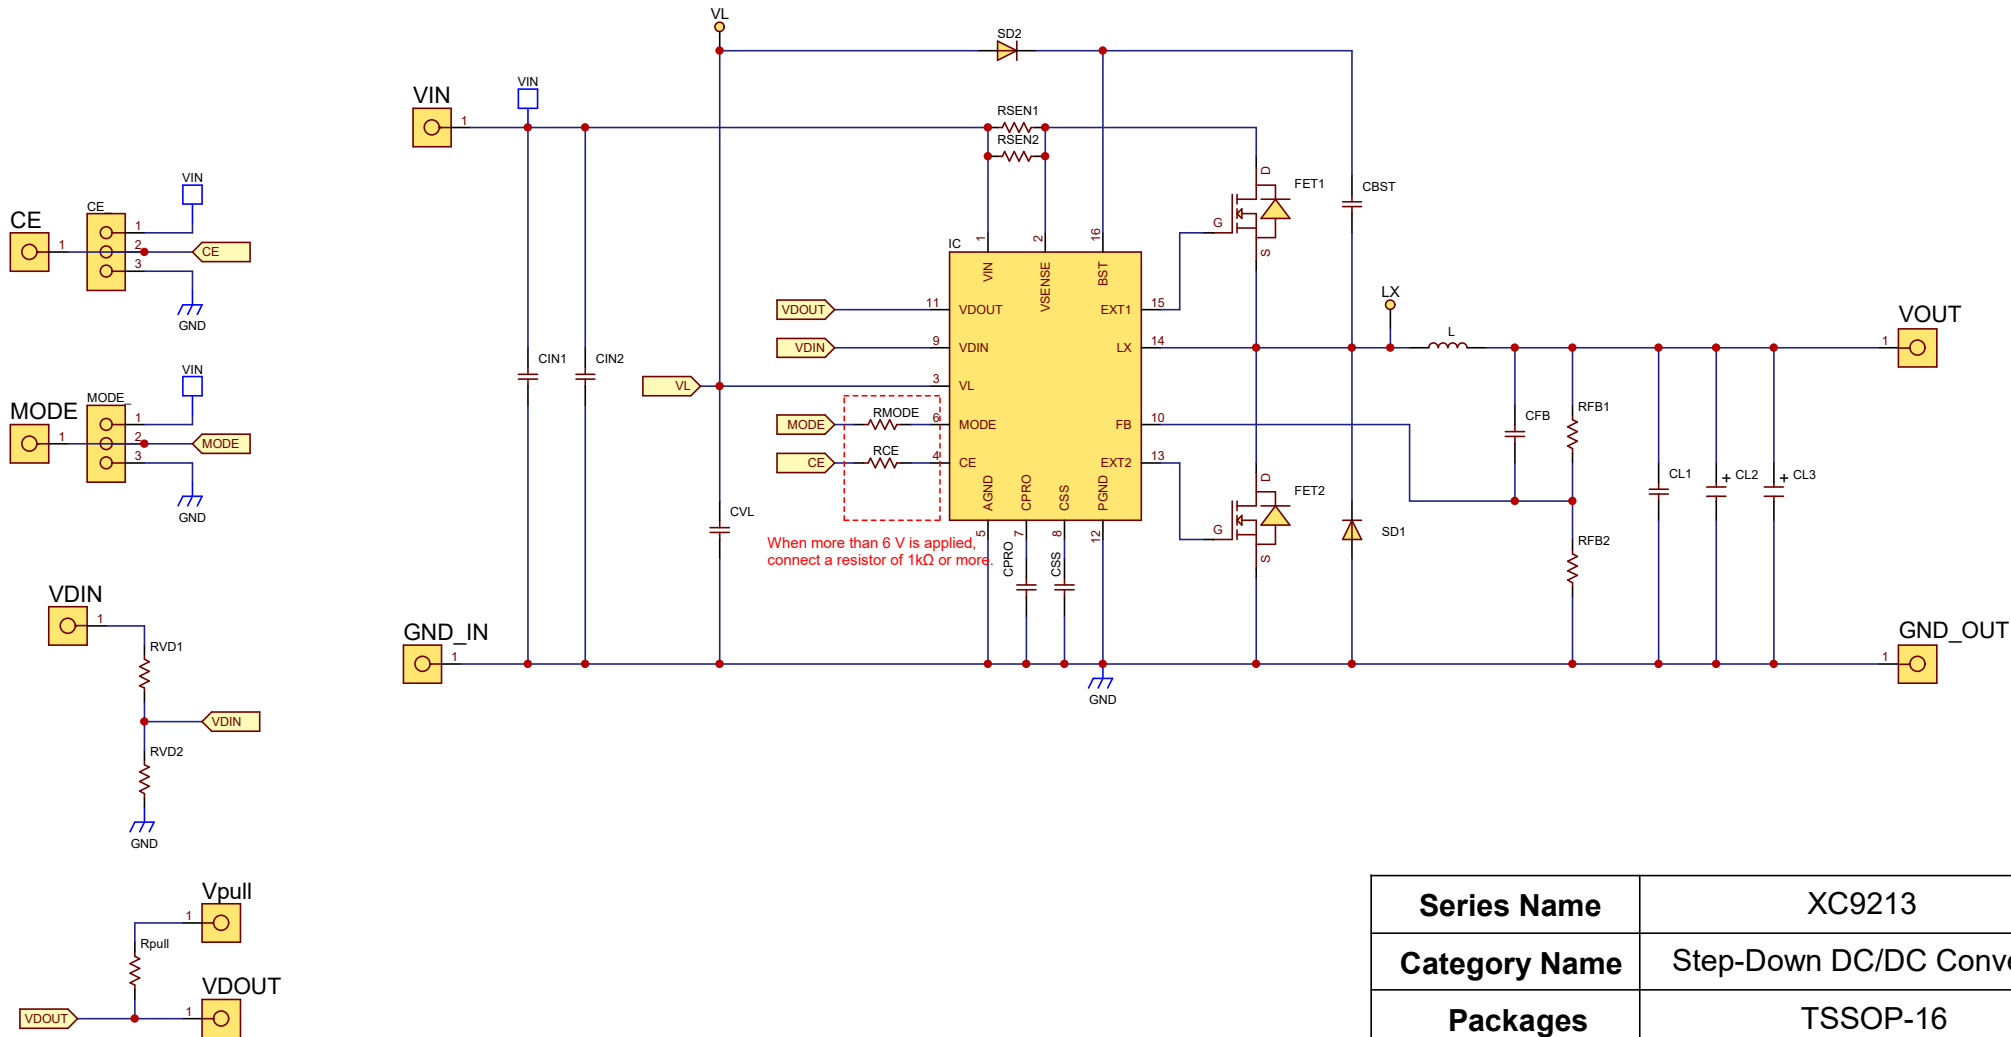 VL
SD2
VIN
VIN
1
RSEN1
RSEN2
D
FET1
G
S
CBST
VIN
CE
CE_
1
1
2
3
CE
GND
1
2
16
IC
VIN
VSENSE
BST
VDOUT
11
VDOUT
EXT1
15
VDIN
9
VDIN
LX
14
VL
3
VL
MODE
RMODE
6
MODE
FB
10
CE
RCE
4
CE
EXT2
13
AGND
CPRO
CSS
PGND
5
7
8
12
CPRO
CSS
LX
L
VOUT
1
CIN1
CIN2
CFB
RFB1
RFB2
CL1
+ CL2
+ CL3
VIN
MODE
MODE_
1
1
2
3
MODE
GND
D
FET2
G
S
SD1
CVL
When more than 6 V is applied,
connect a resistor of 1kΩ or more.
VDIN
1
RVD1
VDIN
RVD2
GND
GND_IN
1
GND
GND_OUT
1
Vpull
1
Rpull
VDOUT
VDOUT
1
Series Name XC9213
Category Name Step-Down DC/DC Conve
Packages TSSOP-16